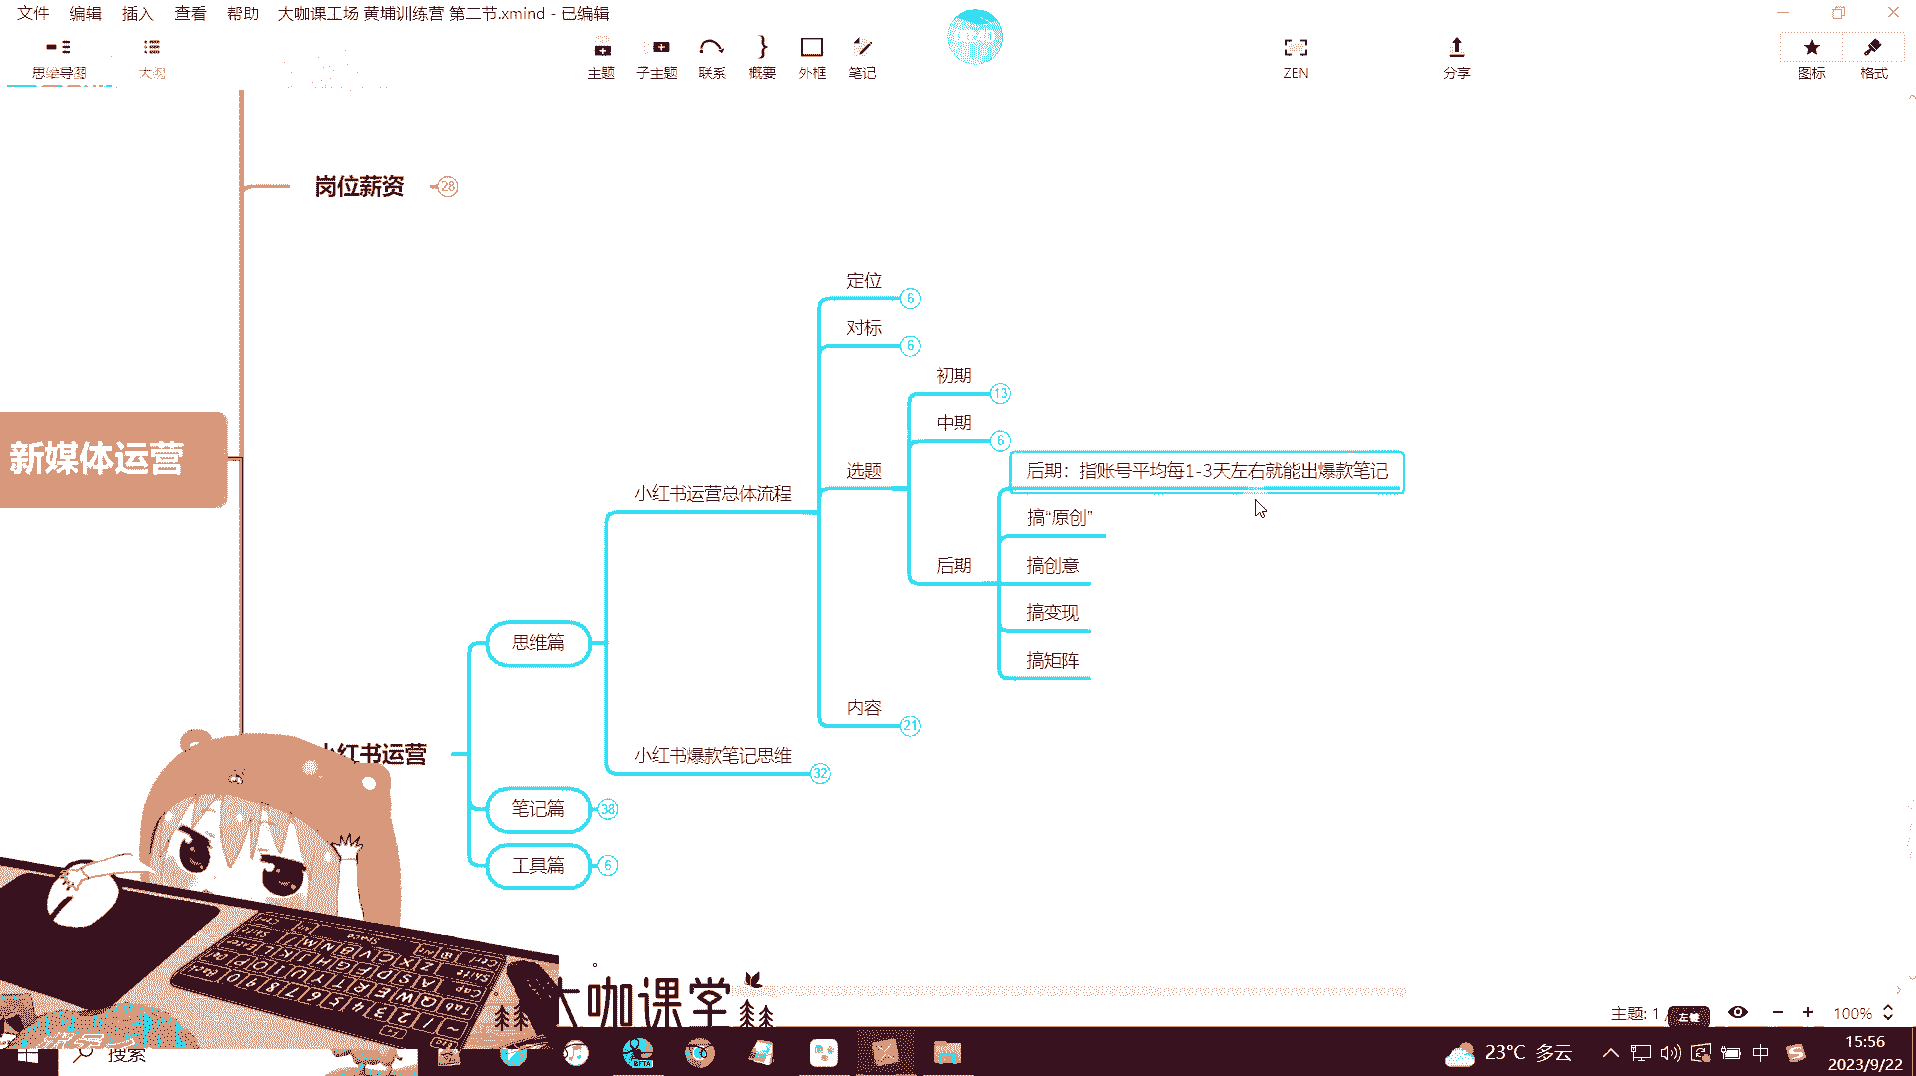 文件 编辑 插入 查看 帮助 大咖课工场 黄埔训练营 第二节.xmind - 已编辑
思维导图 大纲 主题 子主题 联系 概要 外框 笔记 ZEN 分享 图标 格式
岗位薪资 28
定位 6
对标 6
初期 13
中期 6
新媒体运营
选题
后期：指账号平均每1-3天左右就能出爆款笔记
小红书运营总体流程
搞“原创”
后期
搞创意
搞变现
思维篇
搞矩阵
内容 21
小红书运营
小红书爆款笔记思维 32
笔记篇 38
工具篇 6
大咖课堂
主题: 1 / 左键 100%
搜索
BETA
23°C 多云 中
15:56
2023/9/22